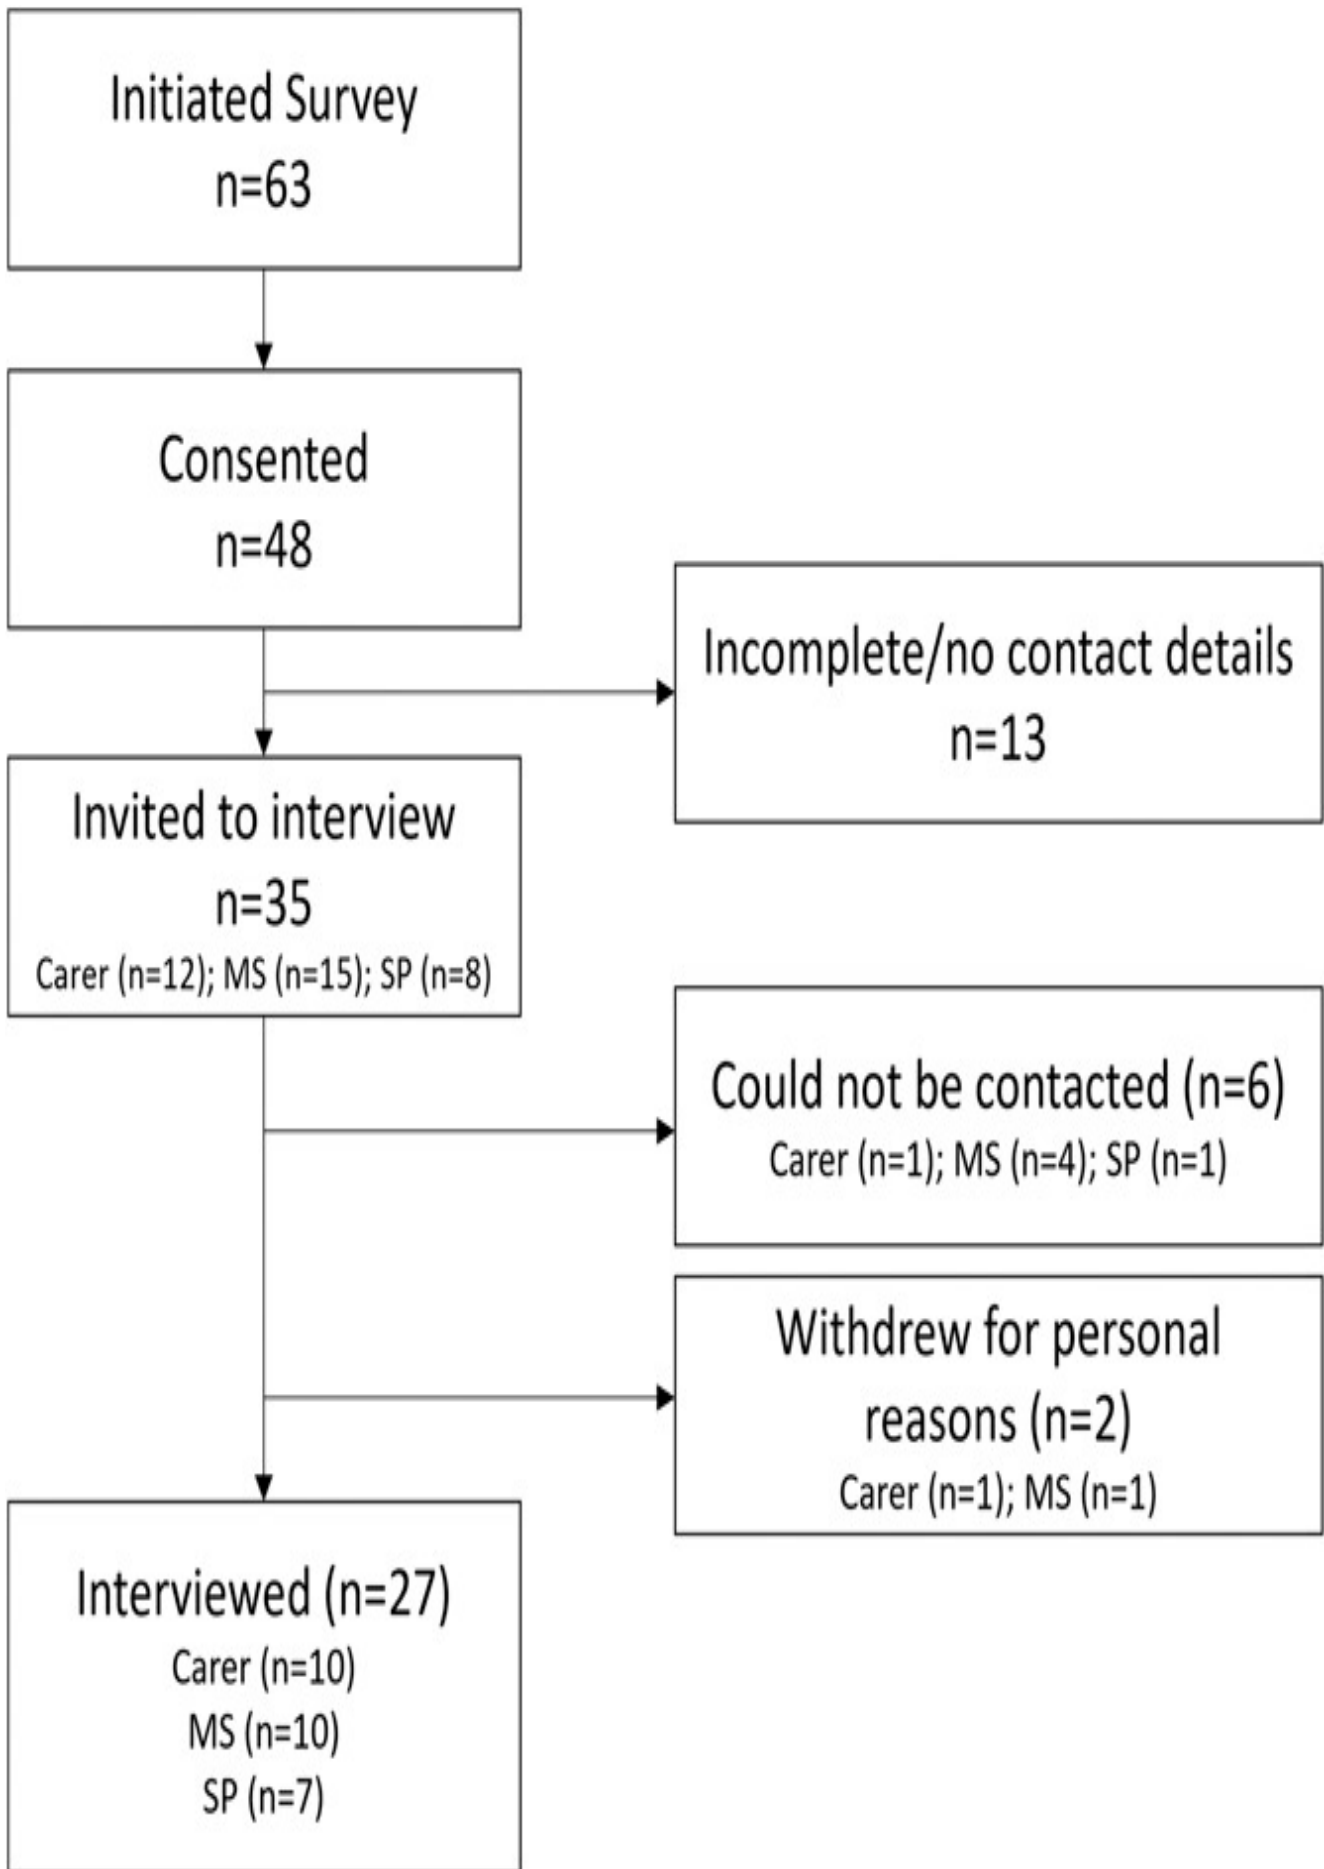 Initiated Survey
n=63
Consented
n=48
Incomplete/no contact details
n=13
Invited to interview
n=35
Carer (n=12); MS (n=15); SP (n=8)
Could not be contacted (n=6)
Carer (n=1); MS (n=4); SP (n=1)
Withdrew for personal
reasons (n=2)
Carer (n=1); MS (n=1)
Interviewed (n=27)
Carer (n=10)
MS (n=10)
SP (n=7)